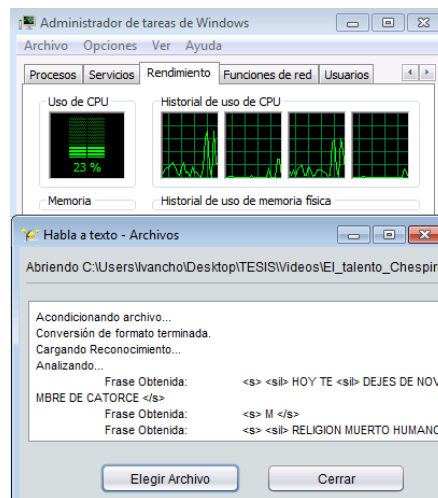 Administrador de tareas de Windows
Archivo Opciones Ver Ayuda
Procesos Servicios Rendimiento Funciones de red Usuarios
Uso de CPU Historial de uso de CPU
23 %
Memoria Historial de uso de memoria física
Habla a texto - Archivos
Abriendo C:\Users\Ivancho\Desktop\TESIS\Videos\El_talento_Chespir
Acondicionando archivo...
Conversión de formato terminada.
Cargando Reconocimiento...
Analizando...
Frase Obtenida: <s> <sil> HOY TE <sil> DEJES DE NOV
MBRE DE CATORCE </s>
Frase Obtenida: <s> M </s>
Frase Obtenida: <s> <sil> RELIGION MUERTO HUMANO
Elegir Archivo Cerrar